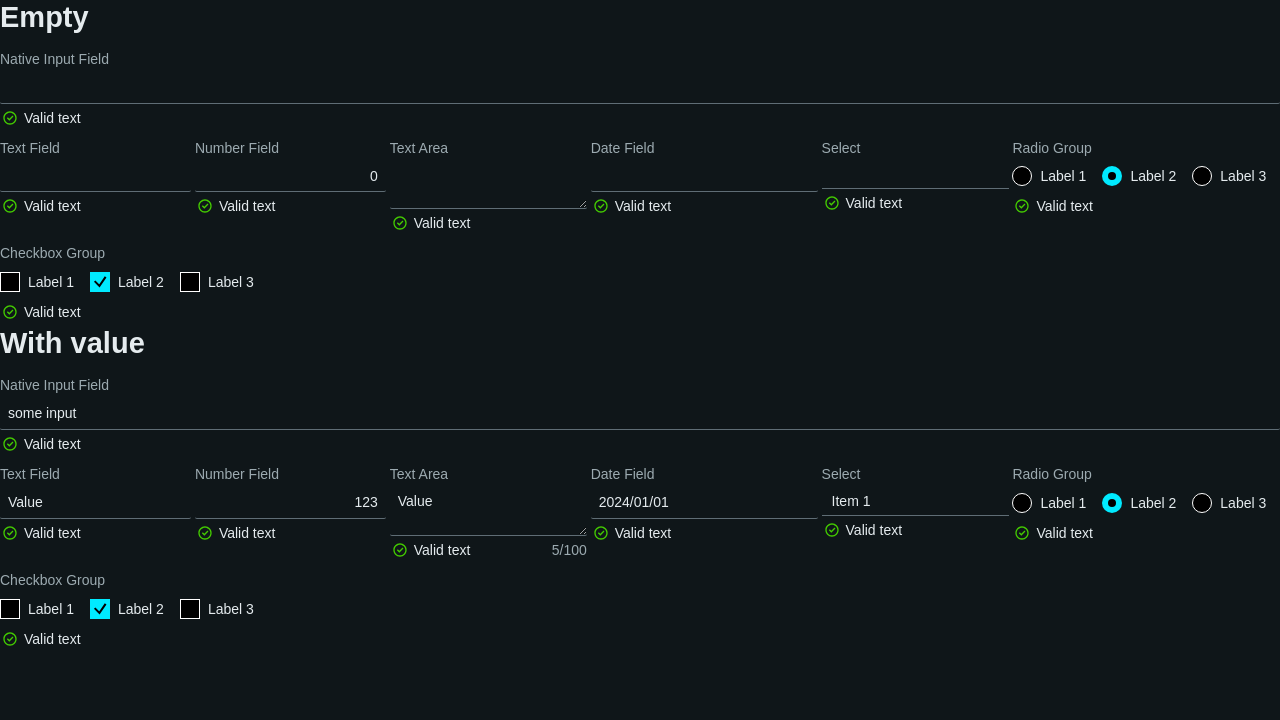 Empty
Native Input Field
Valid text
Text Field Number Field Text Area Date Field Select Radio Group
0 Label 1 Label 2 Label 3
Valid text Valid text Valid text Valid text Valid text Valid text
Checkbox Group
Label 1 Label 2 Label 3
Valid text
With value
Native Input Field
some input
Valid text
Text Field Number Field Text Area Date Field Select Radio Group
Value 123 Value 2024/01/01 Item 1 Label 1 Label 2 Label 3
Valid text Valid text Valid text 5/100 Valid text Valid text Valid text
Checkbox Group
Label 1 Label 2 Label 3
Valid text